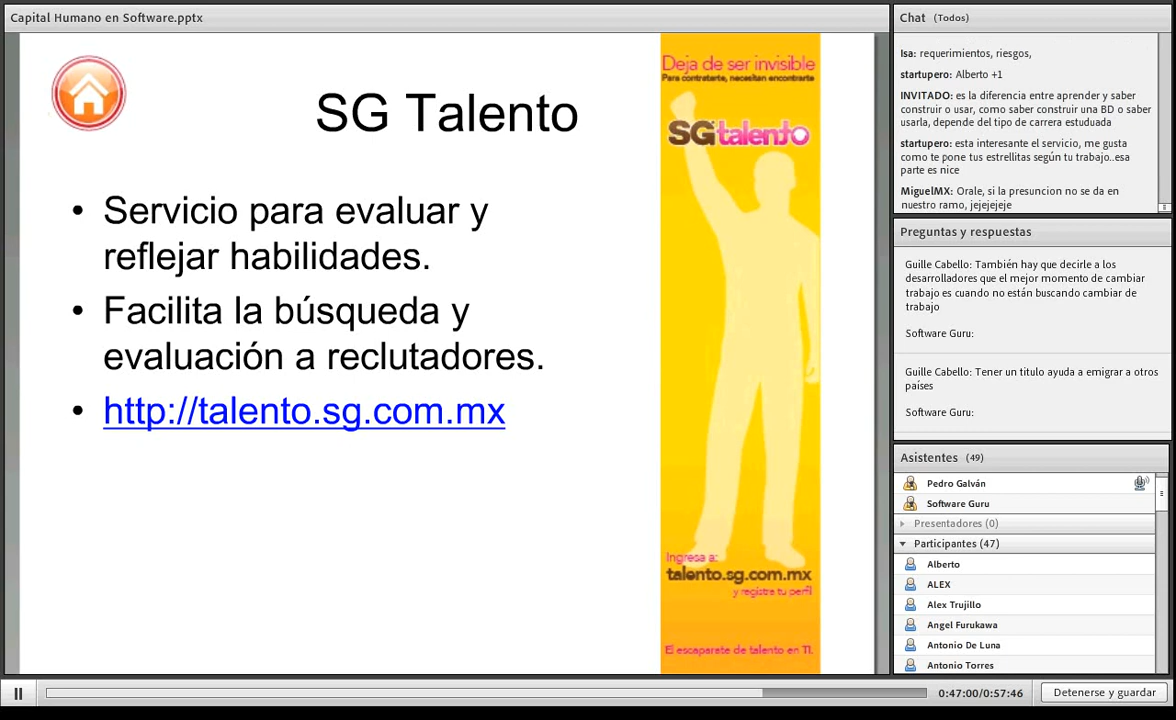 Capital Humano en Software.pptx
SG Talento
• Servicio para evaluar y
reflejar habilidades.
• Facilita la búsqueda y
evaluación a reclutadores.
• http://talento.sg.com.mx
Deja de ser invisible
Para contratarte, necesitan encontrarte
SG talento
Ingresa a:
talento.sg.com.mx
y registra tu perfil
El escaparate de talento en TI.
Chat (Todos)
Isa: requerimientos, riesgos,
startupero: Alberto +1
INVITADO: es la diferencia entre aprender y saber
construir o usar, como saber construir una BD o saber
usarla, depende del tipo de carrera estuduada
startupero: esta interesante el servicio, me gusta
como te pone tus estrellitas según tu trabajo..esa
parte es nice
MiguelMX: Orale, si la presuncion no se da en
nuestro ramo, jejejejeje
Preguntas y respuestas
Guille Cabello: También hay que decirle a los
desarrolladores que el mejor momento de cambiar
trabajo es cuando no están buscando cambiar de
trabajo
Software Guru:
Guille Cabello: Tener un titulo ayuda a emigrar a otros
países
Software Guru:
Asistentes (49)
Pedro Galván
Software Guru
Presentadores (0)
Participantes (47)
Alberto
ALEX
Alex Trujillo
Angel Furukawa
Antonio De Luna
Antonio Torres
0:47:00/0:57:46
Detenerse y guardar